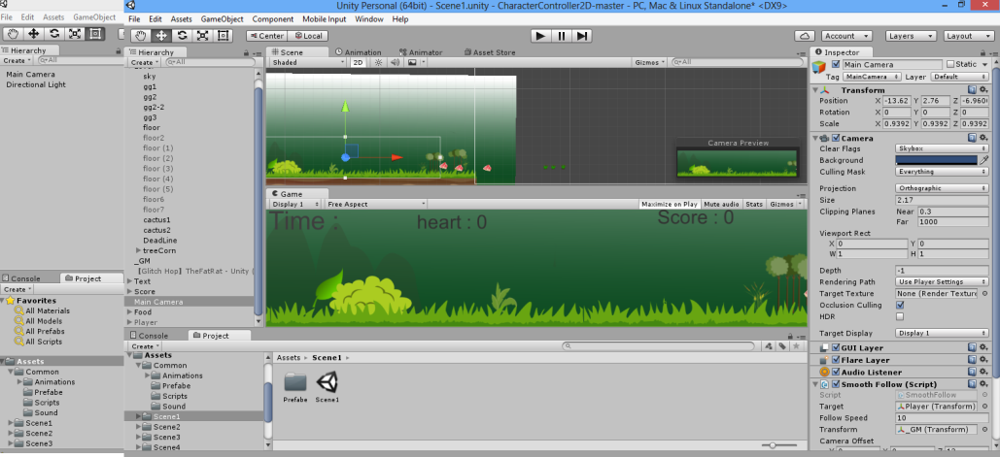 Unity Personal (64bit) - Scene1.unity - CharacterController2D-master - PC, Mac & Linux Standalone* <DX9>
File Edit Assets GameObject
File Edit Assets GameObject Component Mobile Input Window Help
Center Local
Account Layers Layout
Hierarchy
Create All
Main Camera
Directional Light
Hierarchy
Create All
sky
gg1
gg2
gg2-2
gg3
floor
floor2
floor (1)
floor (2)
floor (3)
floor (4)
floor (5)
floor6
floor7
cactus1
cactus2
DeadLine
treeCorn
_GM
[Glitch Hop] TheFatRat - Unity (
Text
Score
Main Camera
Food
Player
Scene Animation Animator Asset Store
Shaded 2D Gizmos All
Camera Preview
Game
Display 1 Free Aspect Maximize on Play Mute audio Stats Gizmos
Time : heart : 0 Score : 0
Console Project
Create
Favorites
All Materials
All Models
All Prefabs
All Scripts
Assets
Common
Animations
Prefabe
Scripts
Sound
Scene1
Scene2
Scene3
Console Project
Create
Assets
Common
Animations
Prefabe
Scripts
Sound
Scene1
Scene2
Scene3
Scene4
Assets Scene1
Prefabe Scene1
Inspector
Main Camera Static
Tag MainCamera Layer Default
Transform
Position X -13.62 Y 2.76 Z -6.960
Rotation X 0 Y 0 Z 0
Scale X 0.9392 Y 0.9392 Z 0.9392
Camera
Clear Flags Skybox
Background
Culling Mask Everything
Projection Orthographic
Size 2.17
Clipping Planes Near 0.3
Far 1000
Viewport Rect
X 0 Y 0
W 1 H 1
Depth -1
Rendering Path Use Player Settings
Target Texture None (Render Texture
Occlusion Culling
HDR
Target Display Display 1
GUI Layer
Flare Layer
Audio Listener
Smooth Follow (Script)
Script SmoothFollow
Target Player (Transform)
Follow Speed 10
Transform _GM (Transform)
Camera Offset